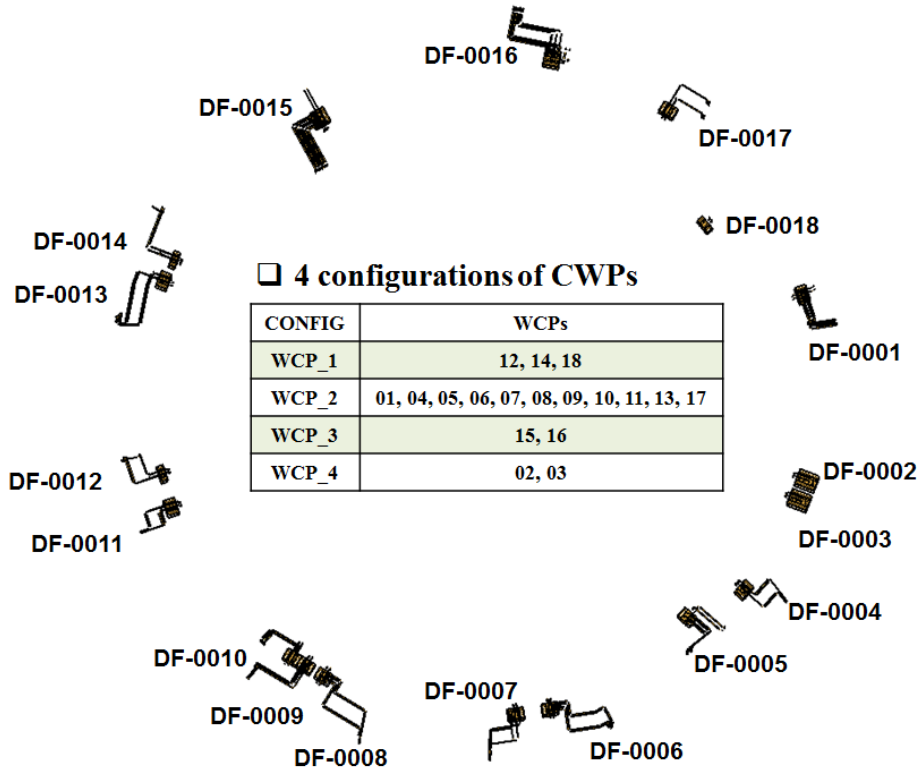 DF-0016
DF-0015
DF-0017
DF-0018
DF-0014
DF-0013
❑ 4 configurations of CWPs
CONFIG WCPs
WCP_1 12, 14, 18
WCP_2 01, 04, 05, 06, 07, 08, 09, 10, 11, 13, 17
WCP_3 15, 16
WCP_4 02, 03
DF-0001
DF-0002
DF-0012
DF-0003
DF-0011
DF-0004
DF-0005
DF-0010
DF-0007
DF-0009
DF-0006
DF-0008